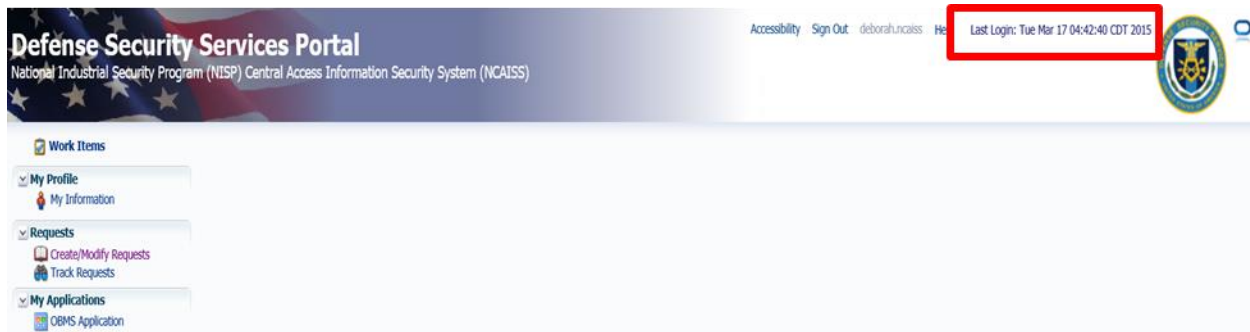 Defense Security Services Portal
National Industrial Security Program (NISP) Central Access Information Security System (NCAISS)
Accessibility Sign Out deborah.ncaiss He Last Login: Tue Mar 17 04:42:40 CDT 2015
Work Items
My Profile
My Information
Requests
Create/Modify Requests
Track Requests
My Applications
OBMS Application